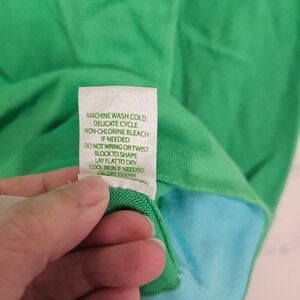 MACHINE WASH COLD
DELICATE CYCLE
NON-CHLORINE BLEACH
IF NEEDED
DO NOT WRING OR TWIST
BLOCK TO SHAPE
LAY FLAT TO DRY
COOL IRON IF NEEDED
OR DRY CLEAN